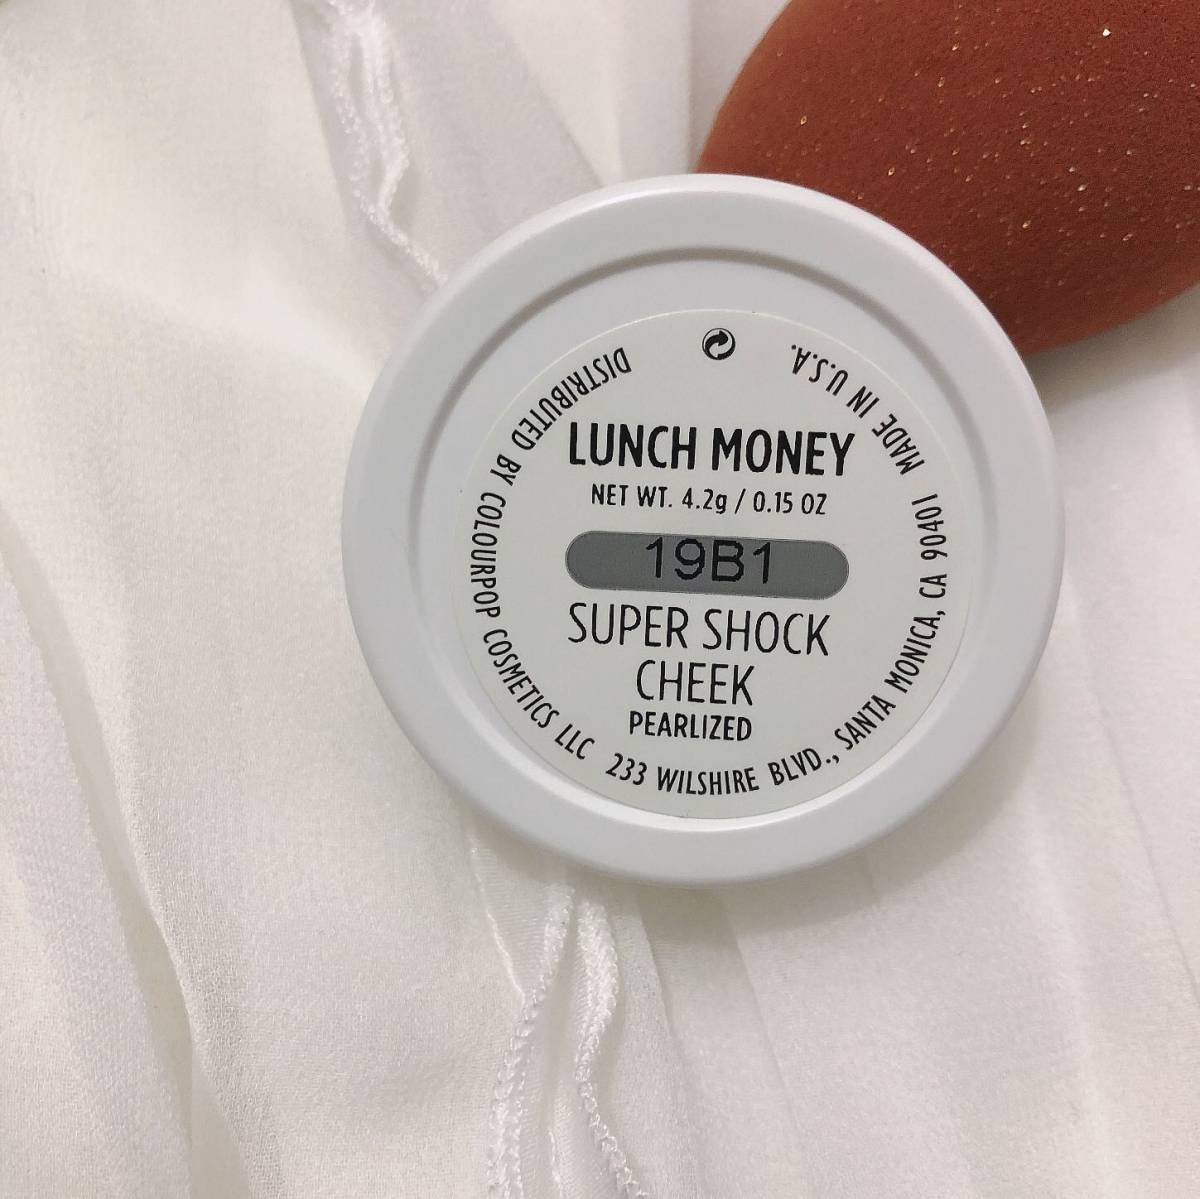 LUNCH MONEY
NET WT. 4.2g / 0.15 OZ
19B1
SUPER SHOCK
CHEEK
PEARLIZED
DISTRIBUTED BY COLOURPOP COSMETICS LLC 233 WILSHIRE BLVD., SANTA MONICA, CA 90401 MADE IN U.S.A.